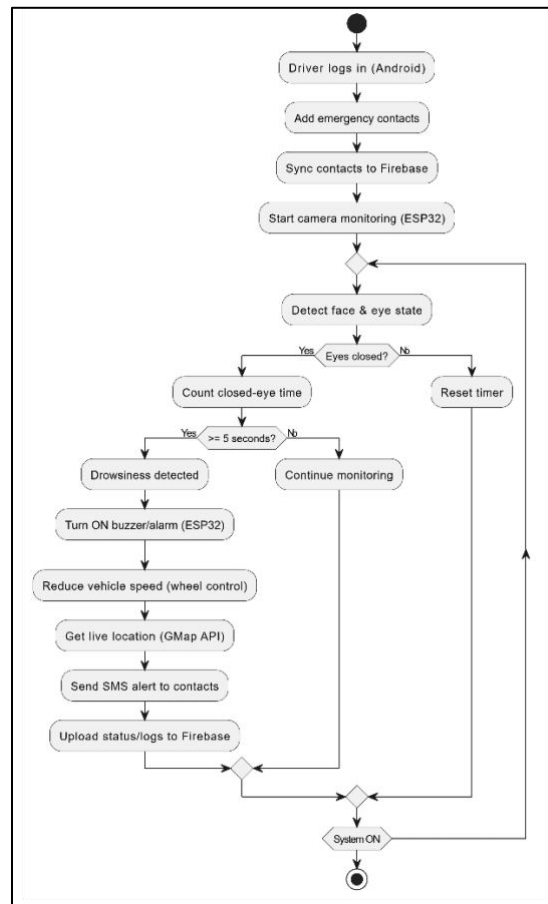 Driver logs in (Android)
Add emergency contacts
Sync contacts to Firebase
Start camera monitoring (ESP32)
Detect face & eye state
Yes
Eyes closed?
No
Count closed-eye time
Reset timer
Yes
>= 5 seconds?
No
Drowsiness detected
Continue monitoring
Turn ON buzzer/alarm (ESP32)
Reduce vehicle speed (wheel control)
Get live location (GMap API)
Send SMS alert to contacts
Upload status/logs to Firebase
System ON